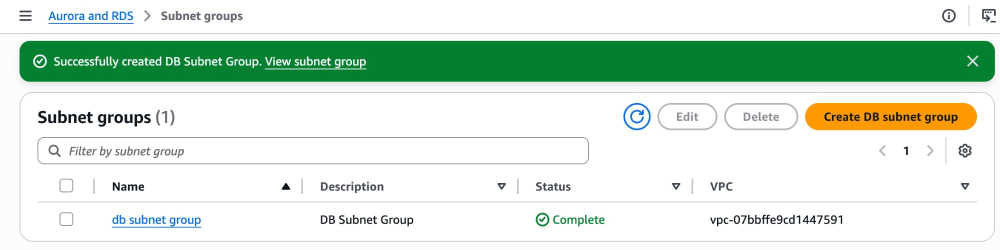 Aurora and RDS > Subnet groups
Successfully created DB Subnet Group. View subnet group
Subnet groups (1)
Edit
Delete
Create DB subnet group
Filter by subnet group
1
Name Description Status VPC
db subnet group DB Subnet Group Complete vpc-07bbffe9cd1447591